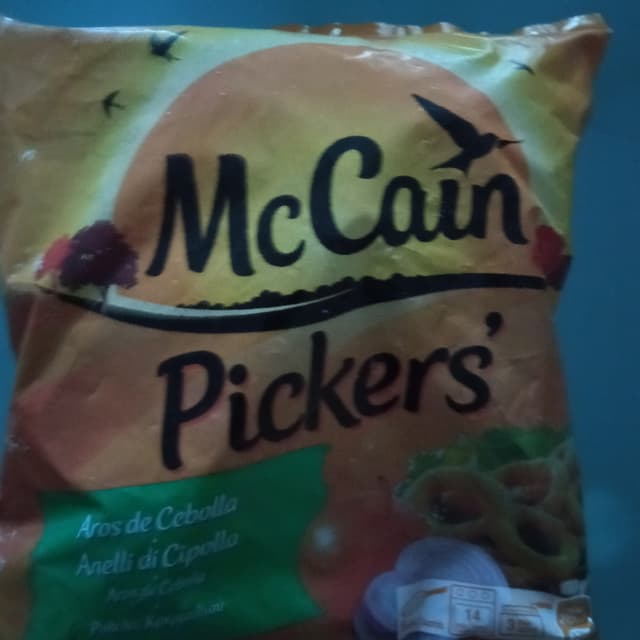 McCain
Pickers'
Aros de Cebolla
Anelli di Cipolla
14